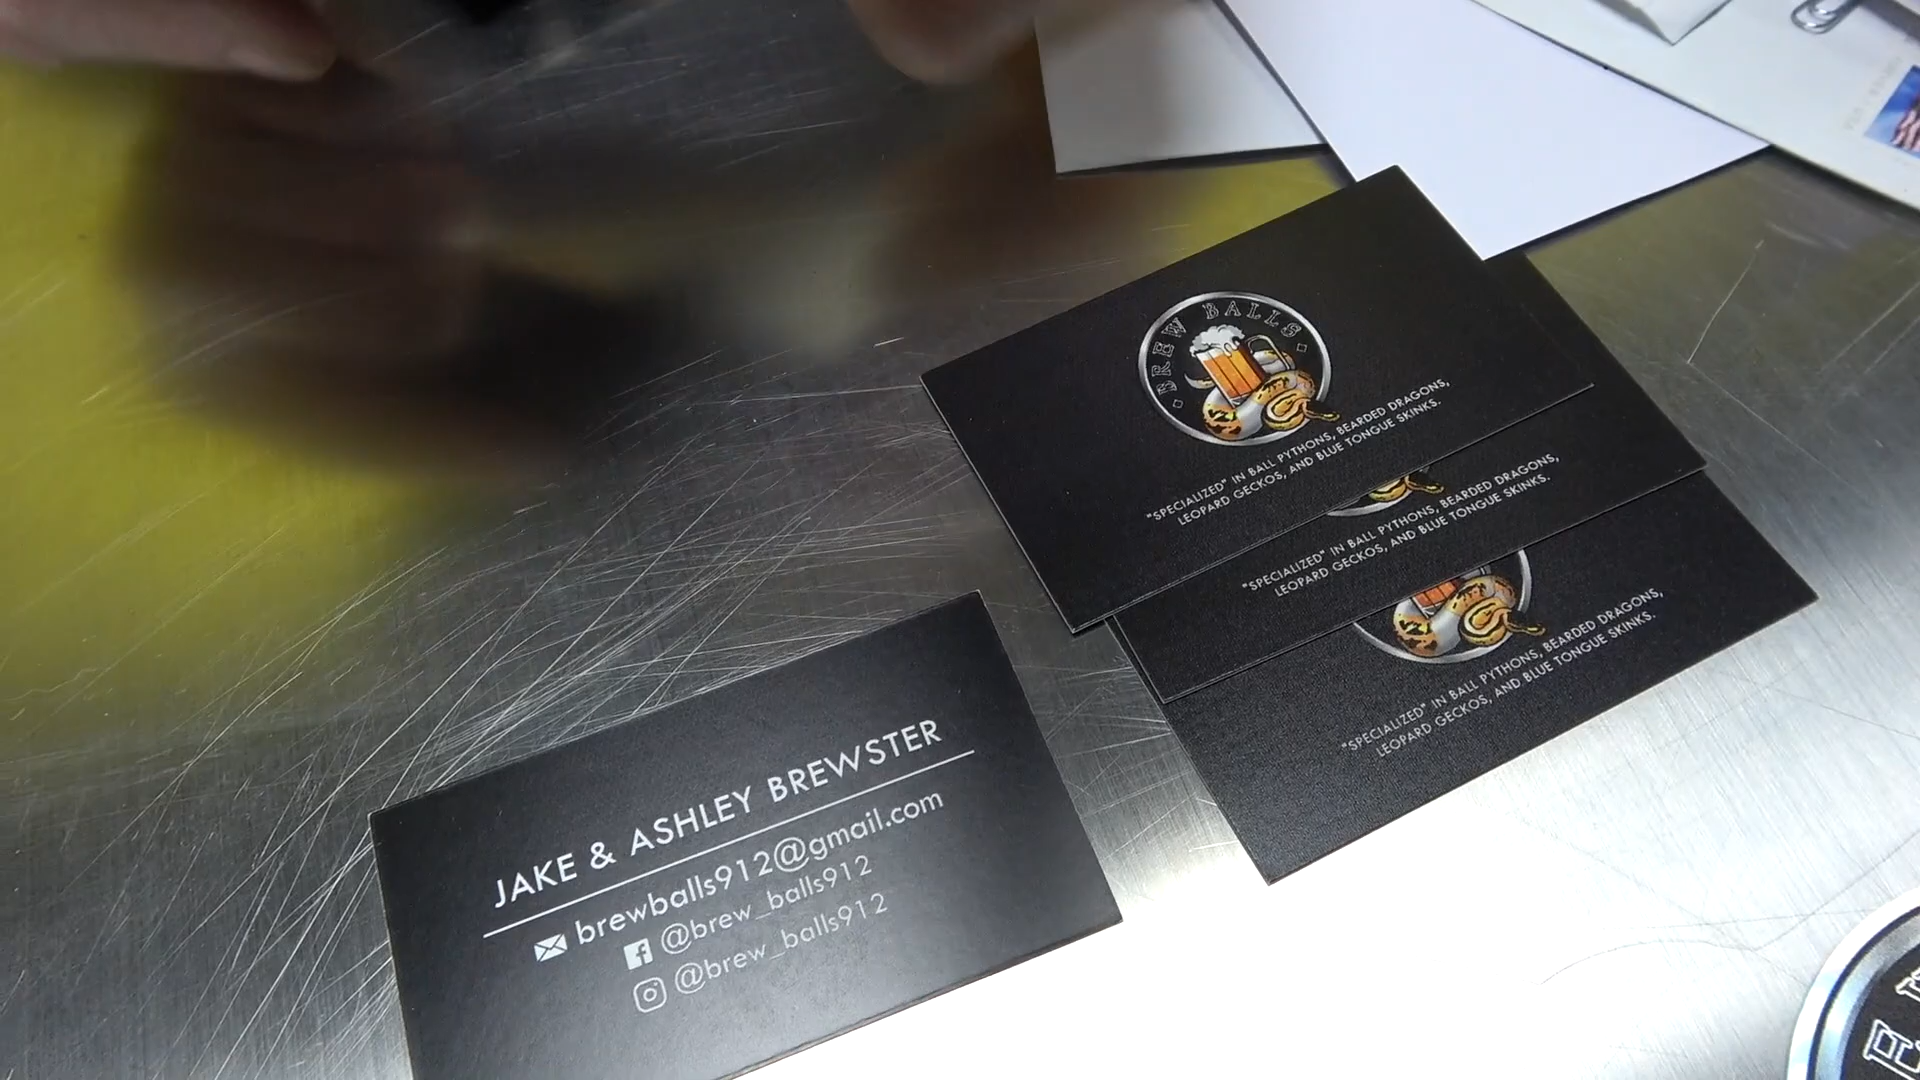 BREW BALLS
"SPECIALIZED" IN BALL PYTHONS, BEARDED DRAGONS,
LEOPARD GECKOS, AND BLUE TONGUE SKINKS.
"SPECIALIZED" IN BALL PYTHONS, BEARDED DRAGONS,
LEOPARD GECKOS, AND BLUE TONGUE SKINKS.
"SPECIALIZED" IN BALL PYTHONS, BEARDED DRAGONS,
LEOPARD GECKOS, AND BLUE TONGUE SKINKS.
JAKE & ASHLEY BREWSTER
brewballs912@gmail.com
@brew_balls912
@brew_balls912